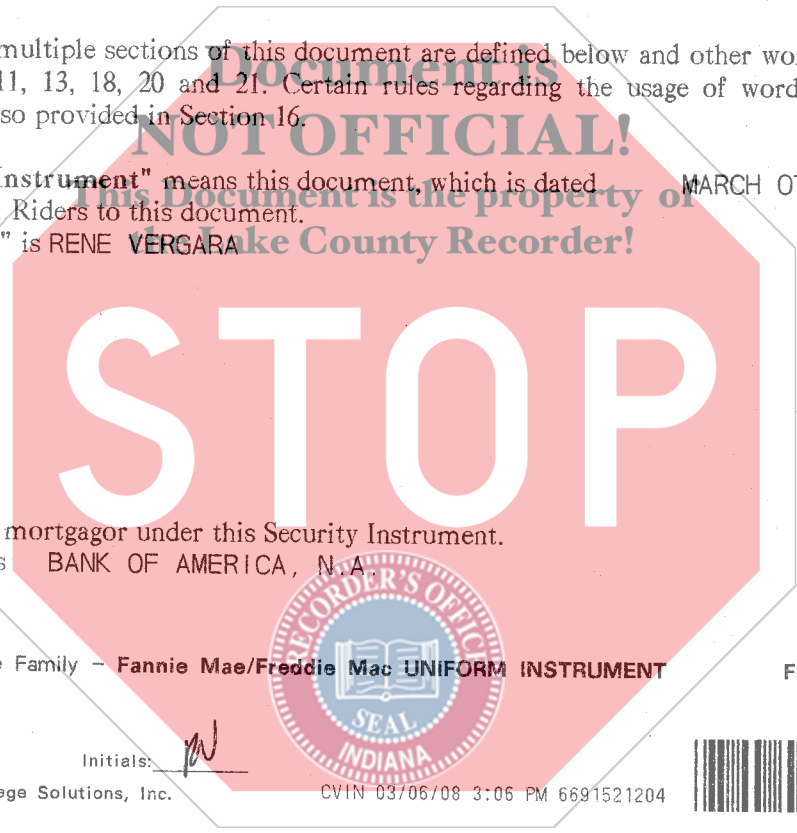 multiple sections of this document are defined below and other wo
11, 13, 18, 20 and 21. Certain rules regarding the usage of word
so provided in Section 16.
Document is
NOT OFFICIAL!
This Document is the property of
the Lake County Recorder!
Instrument" means this document, which is dated MARCH 07
Riders to this document.
" is RENE VERGARA
STOP
mortgagor under this Security Instrument.
s BANK OF AMERICA, N.A.
RECORDER'S OFFICE
SEAL
INDIANA
e Family - Fannie Mae/Freddie Mac UNIFORM INSTRUMENT F
Initials:
ege Solutions, Inc. CVIN 03/06/08 3:06 PM 6691521204